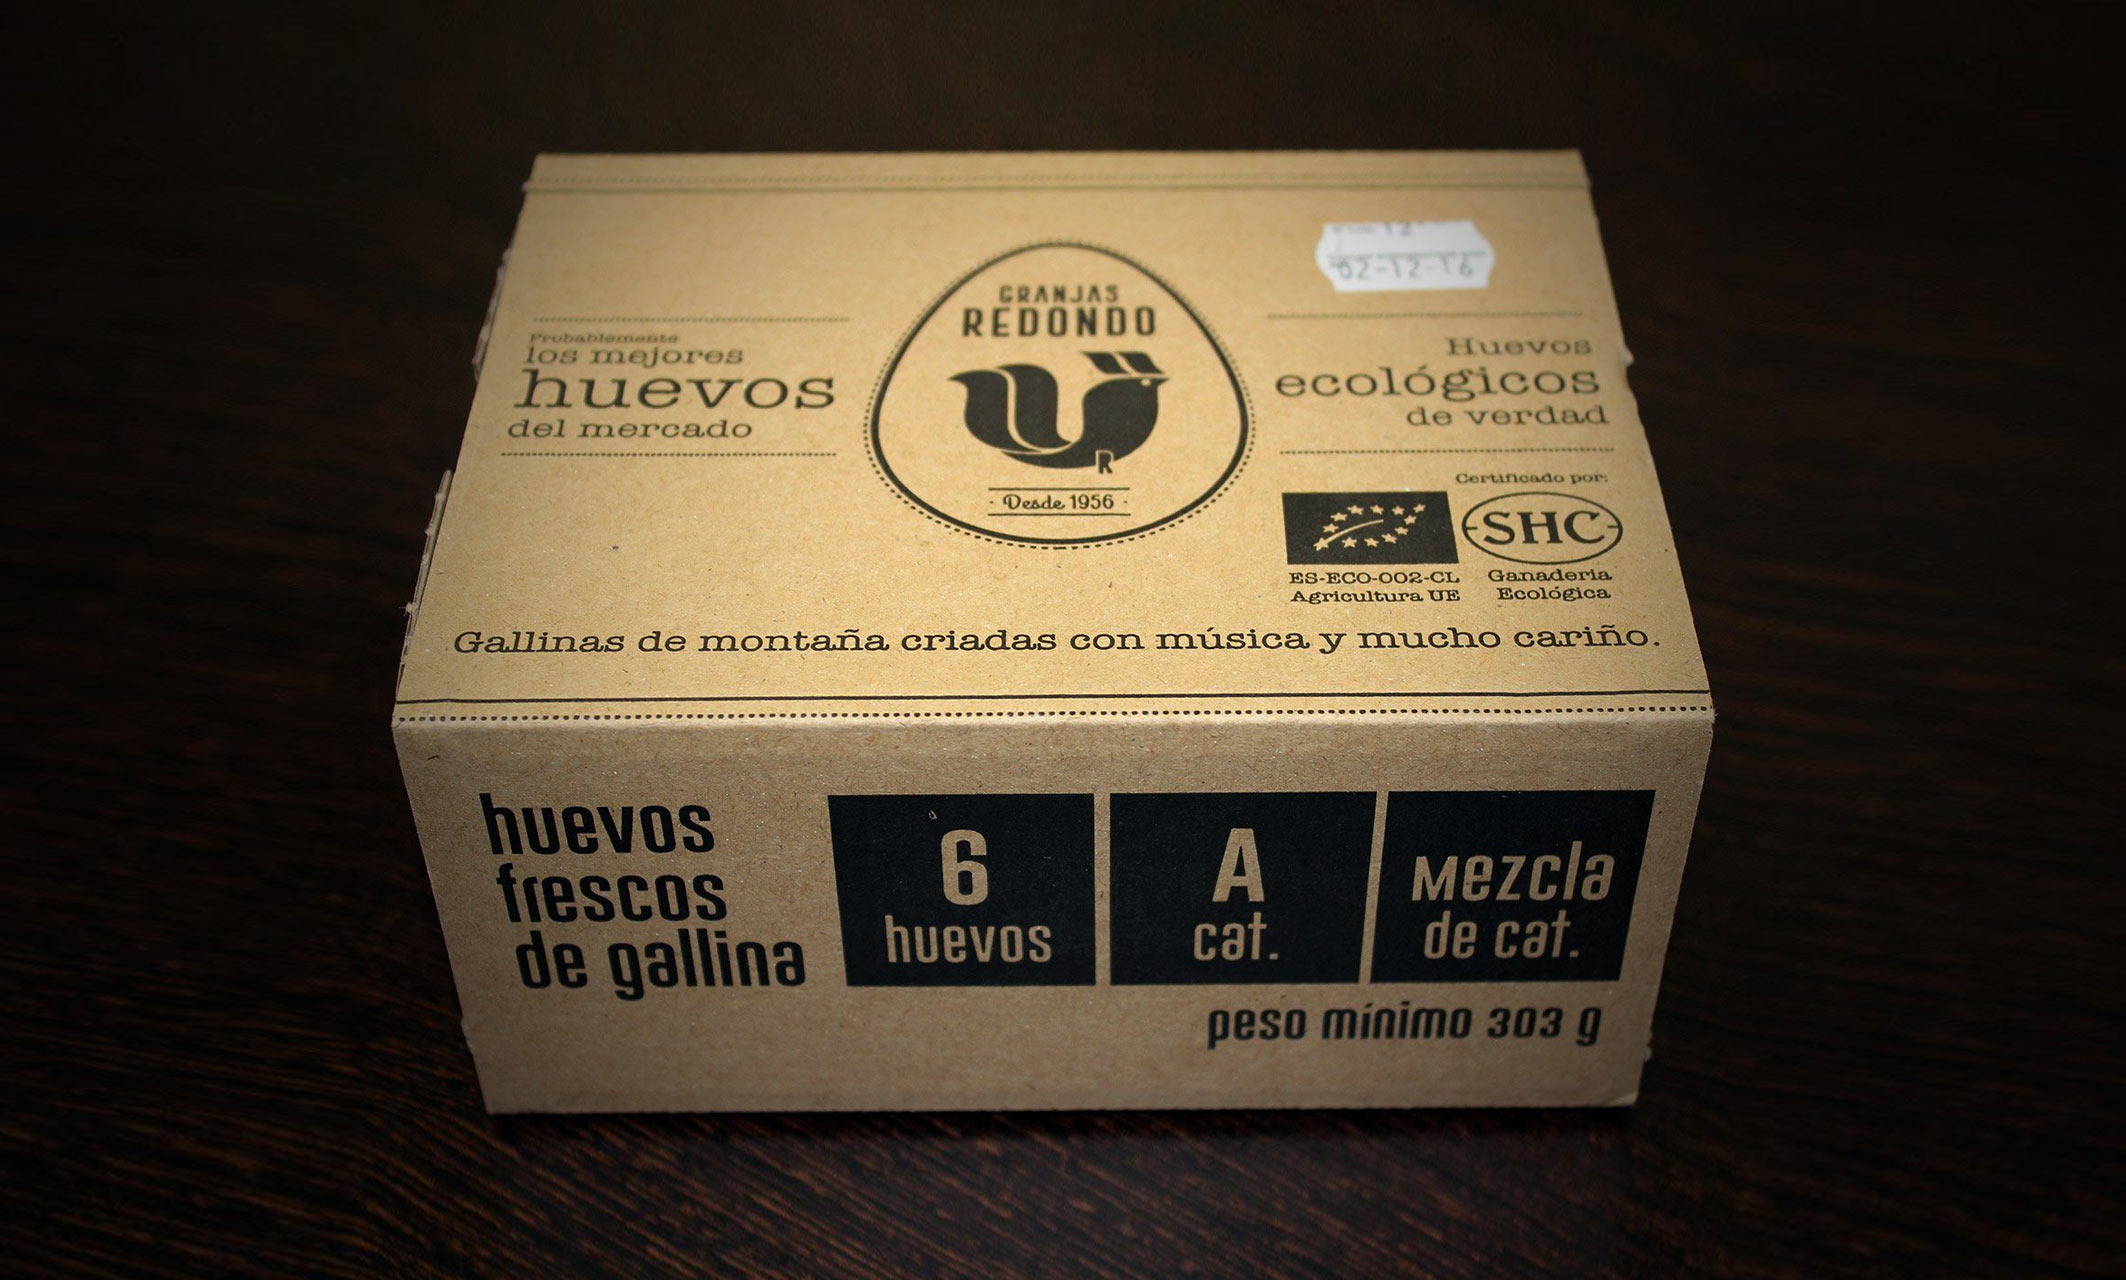 GRANJAS
REDONDO
R
· Desde 1956 ·
Probablemente
los mejores
huevos
del mercado
12
02-12-16
Huevos
ecológicos
de verdad
Certificado por:
SHC
ES-ECO-002-CL
Agricultura UE
Ganadería
Ecológica
Gallinas de montaña criadas con música y mucho cariño.
huevos
frescos
de gallina
6
huevos
A
cat.
Mezcla
de cat.
peso mínimo 303 g